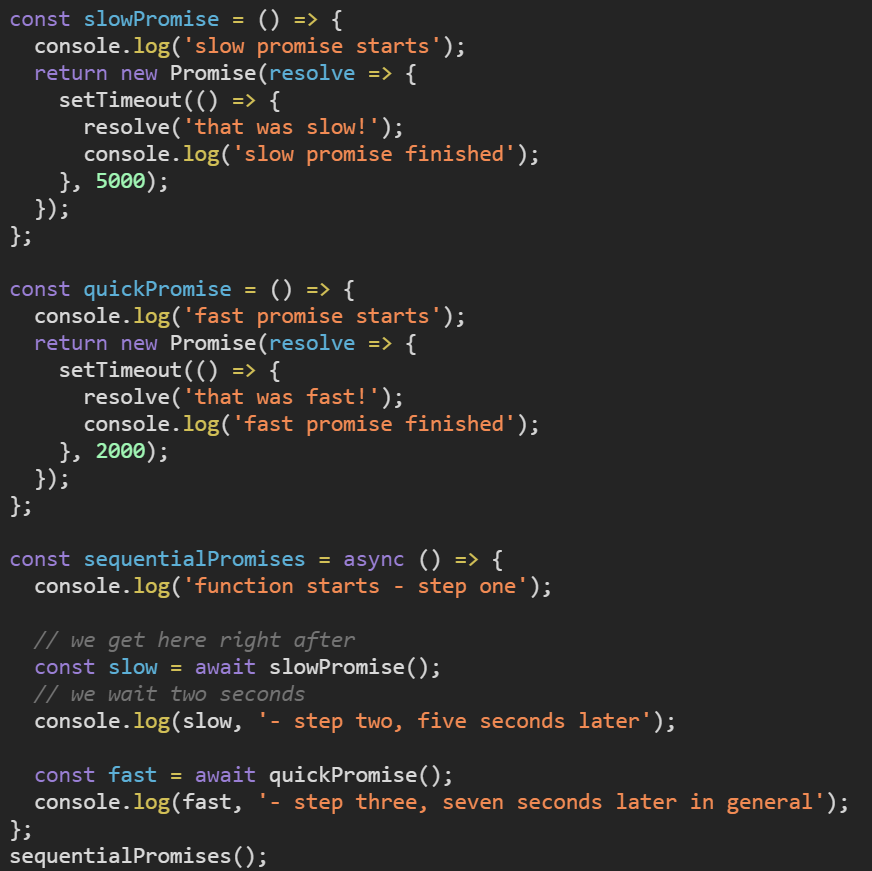 const slowPromise = () => {
  console.log('slow promise starts');
  return new Promise(resolve => {
    setTimeout(() => {
      resolve('that was slow!');
      console.log('slow promise finished');
    }, 5000);
  });
};

const quickPromise = () => {
  console.log('fast promise starts');
  return new Promise(resolve => {
    setTimeout(() => {
      resolve('that was fast!');
      console.log('fast promise finished');
    }, 2000);
  });
};

const sequentialPromises = async () => {
  console.log('function starts - step one');

  // we get here right after
  const slow = await slowPromise();
  // we wait two seconds
  console.log(slow, '- step two, five seconds later');

  const fast = await quickPromise();
  console.log(fast, '- step three, seven seconds later in general');
};
sequentialPromises();